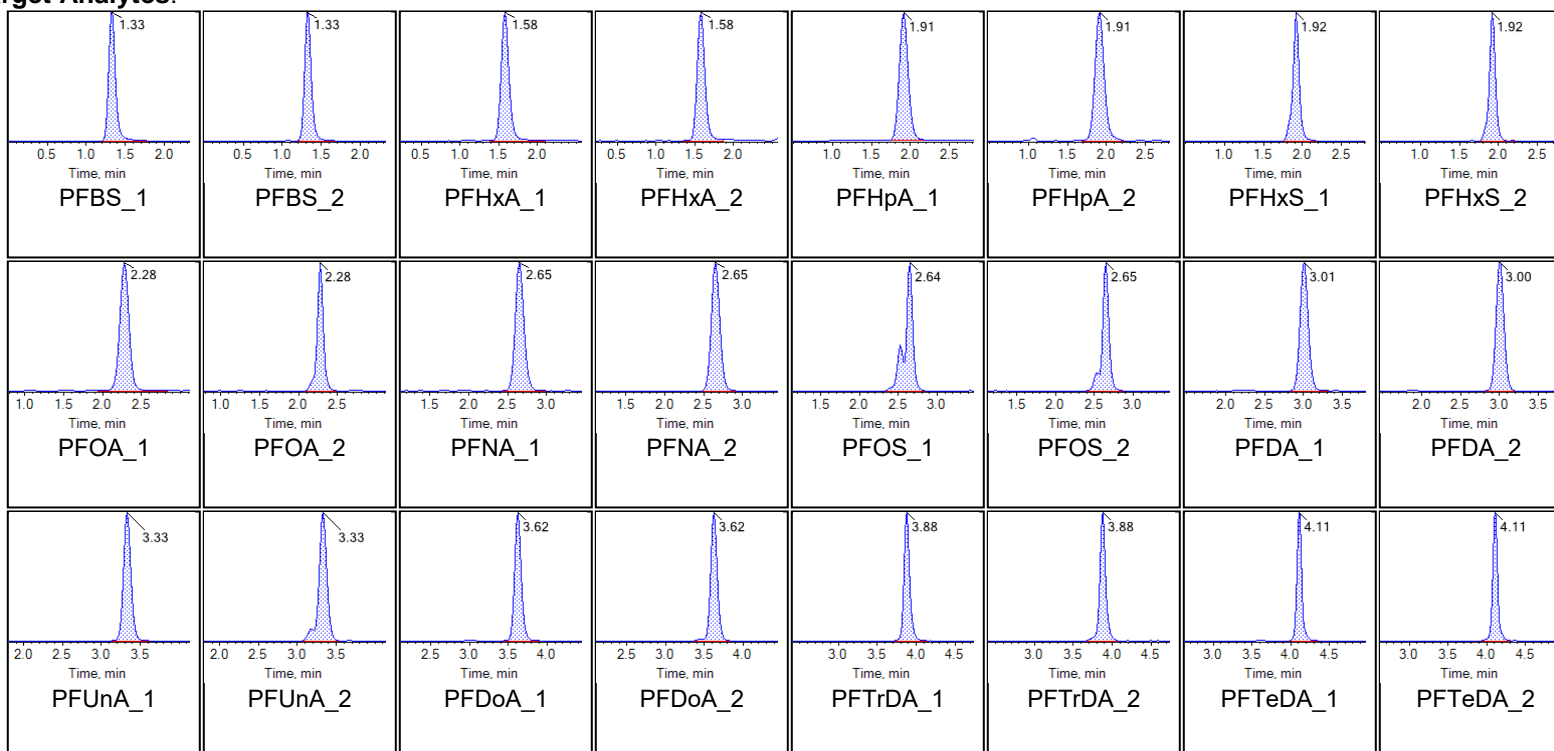 rget Analytes:
1.33 1.33 1.58 1.58 1.91 1.91 1.92 1.92
0.5 1.0 1.5 2.0 0.5 1.0 1.5 2.0 0.5 1.0 1.5 2.0 0.5 1.0 1.5 2.0 1.0 1.5 2.0 2.5 1.0 1.5 2.0 2.5 1.0 1.5 2.0 2.5 1.0 1.5 2.0 2.5
Time, min Time, min Time, min Time, min Time, min Time, min Time, min Time, min
PFBS_1 PFBS_2 PFHxA_1 PFHxA_2 PFHpA_1 PFHpA_2 PFHxS_1 PFHxS_2
2.28 2.28 2.65 2.65 2.64 2.65 3.01 3.00
1.0 1.5 2.0 2.5 1.0 1.5 2.0 2.5 1.5 2.0 2.5 3.0 1.5 2.0 2.5 3.0 1.5 2.0 2.5 3.0 1.5 2.0 2.5 3.0 2.0 2.5 3.0 3.5 2.0 2.5 3.0 3.5
Time, min Time, min Time, min Time, min Time, min Time, min Time, min Time, min
PFOA_1 PFOA_2 PFNA_1 PFNA_2 PFOS_1 PFOS_2 PFDA_1 PFDA_2
3.33 3.33 3.62 3.62 3.88 3.88 4.11 4.11
2.0 2.5 3.0 3.5 2.0 2.5 3.0 3.5 2.5 3.0 3.5 4.0 2.5 3.0 3.5 4.0 3.0 3.5 4.0 4.5 3.0 3.5 4.0 4.5 3.0 3.5 4.0 4.5 3.0 3.5 4.0 4.5
Time, min Time, min Time, min Time, min Time, min Time, min Time, min Time, min
PFUnA_1 PFUnA_2 PFDoA_1 PFDoA_2 PFTrDA_1 PFTrDA_2 PFTeDA_1 PFTeDA_2